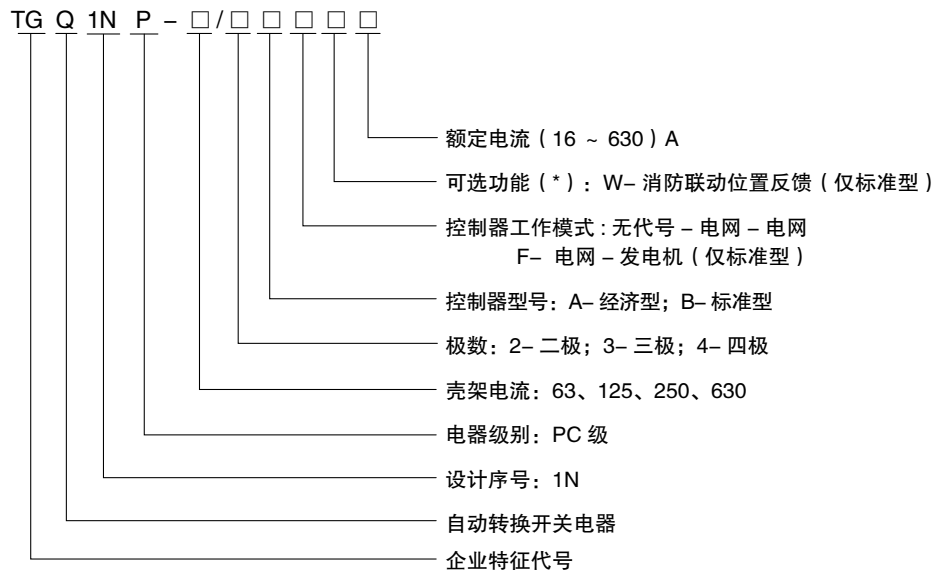 TG Q 1N P – □ / □ □ □ □ □
额定电流（16 ~ 630）A
可选功能（*）：W– 消防联动位置反馈（仅标准型）
控制器工作模式 : 无代号 – 电网 – 电网
F– 电网 – 发电机（仅标准型）
控制器型号：A– 经济型；B– 标准型
极数：2– 二极；3– 三极；4– 四极
壳架电流：63、125、250、630
电器级别：PC 级
设计序号：1N
自动转换开关电器
企业特征代号